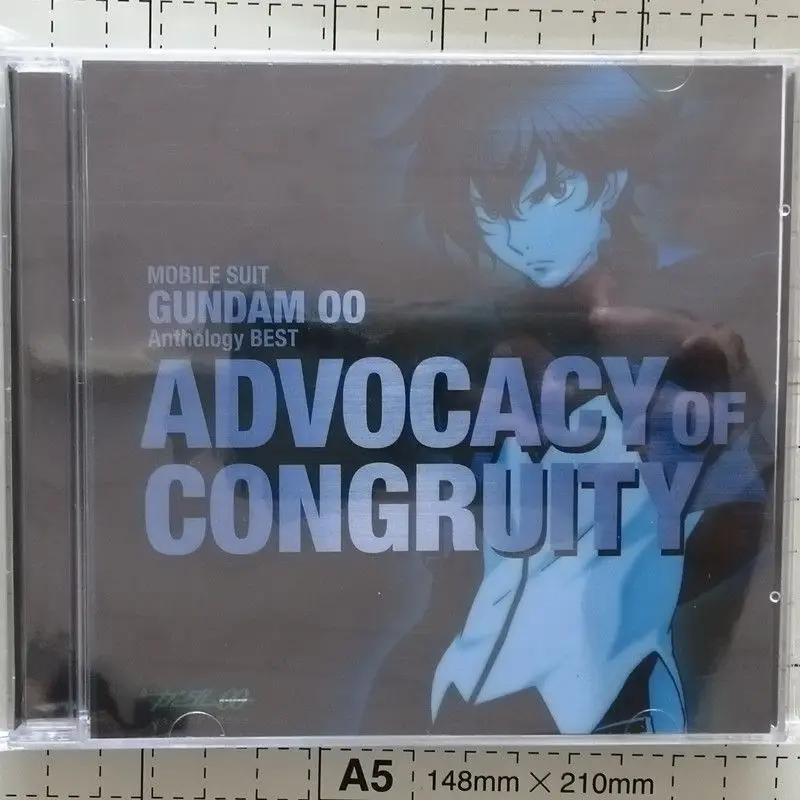 MOBILE SUIT
GUNDAM 00
Anthology BEST
ADVOCACY OF
CONGRUITY
A5 148mm × 210mm